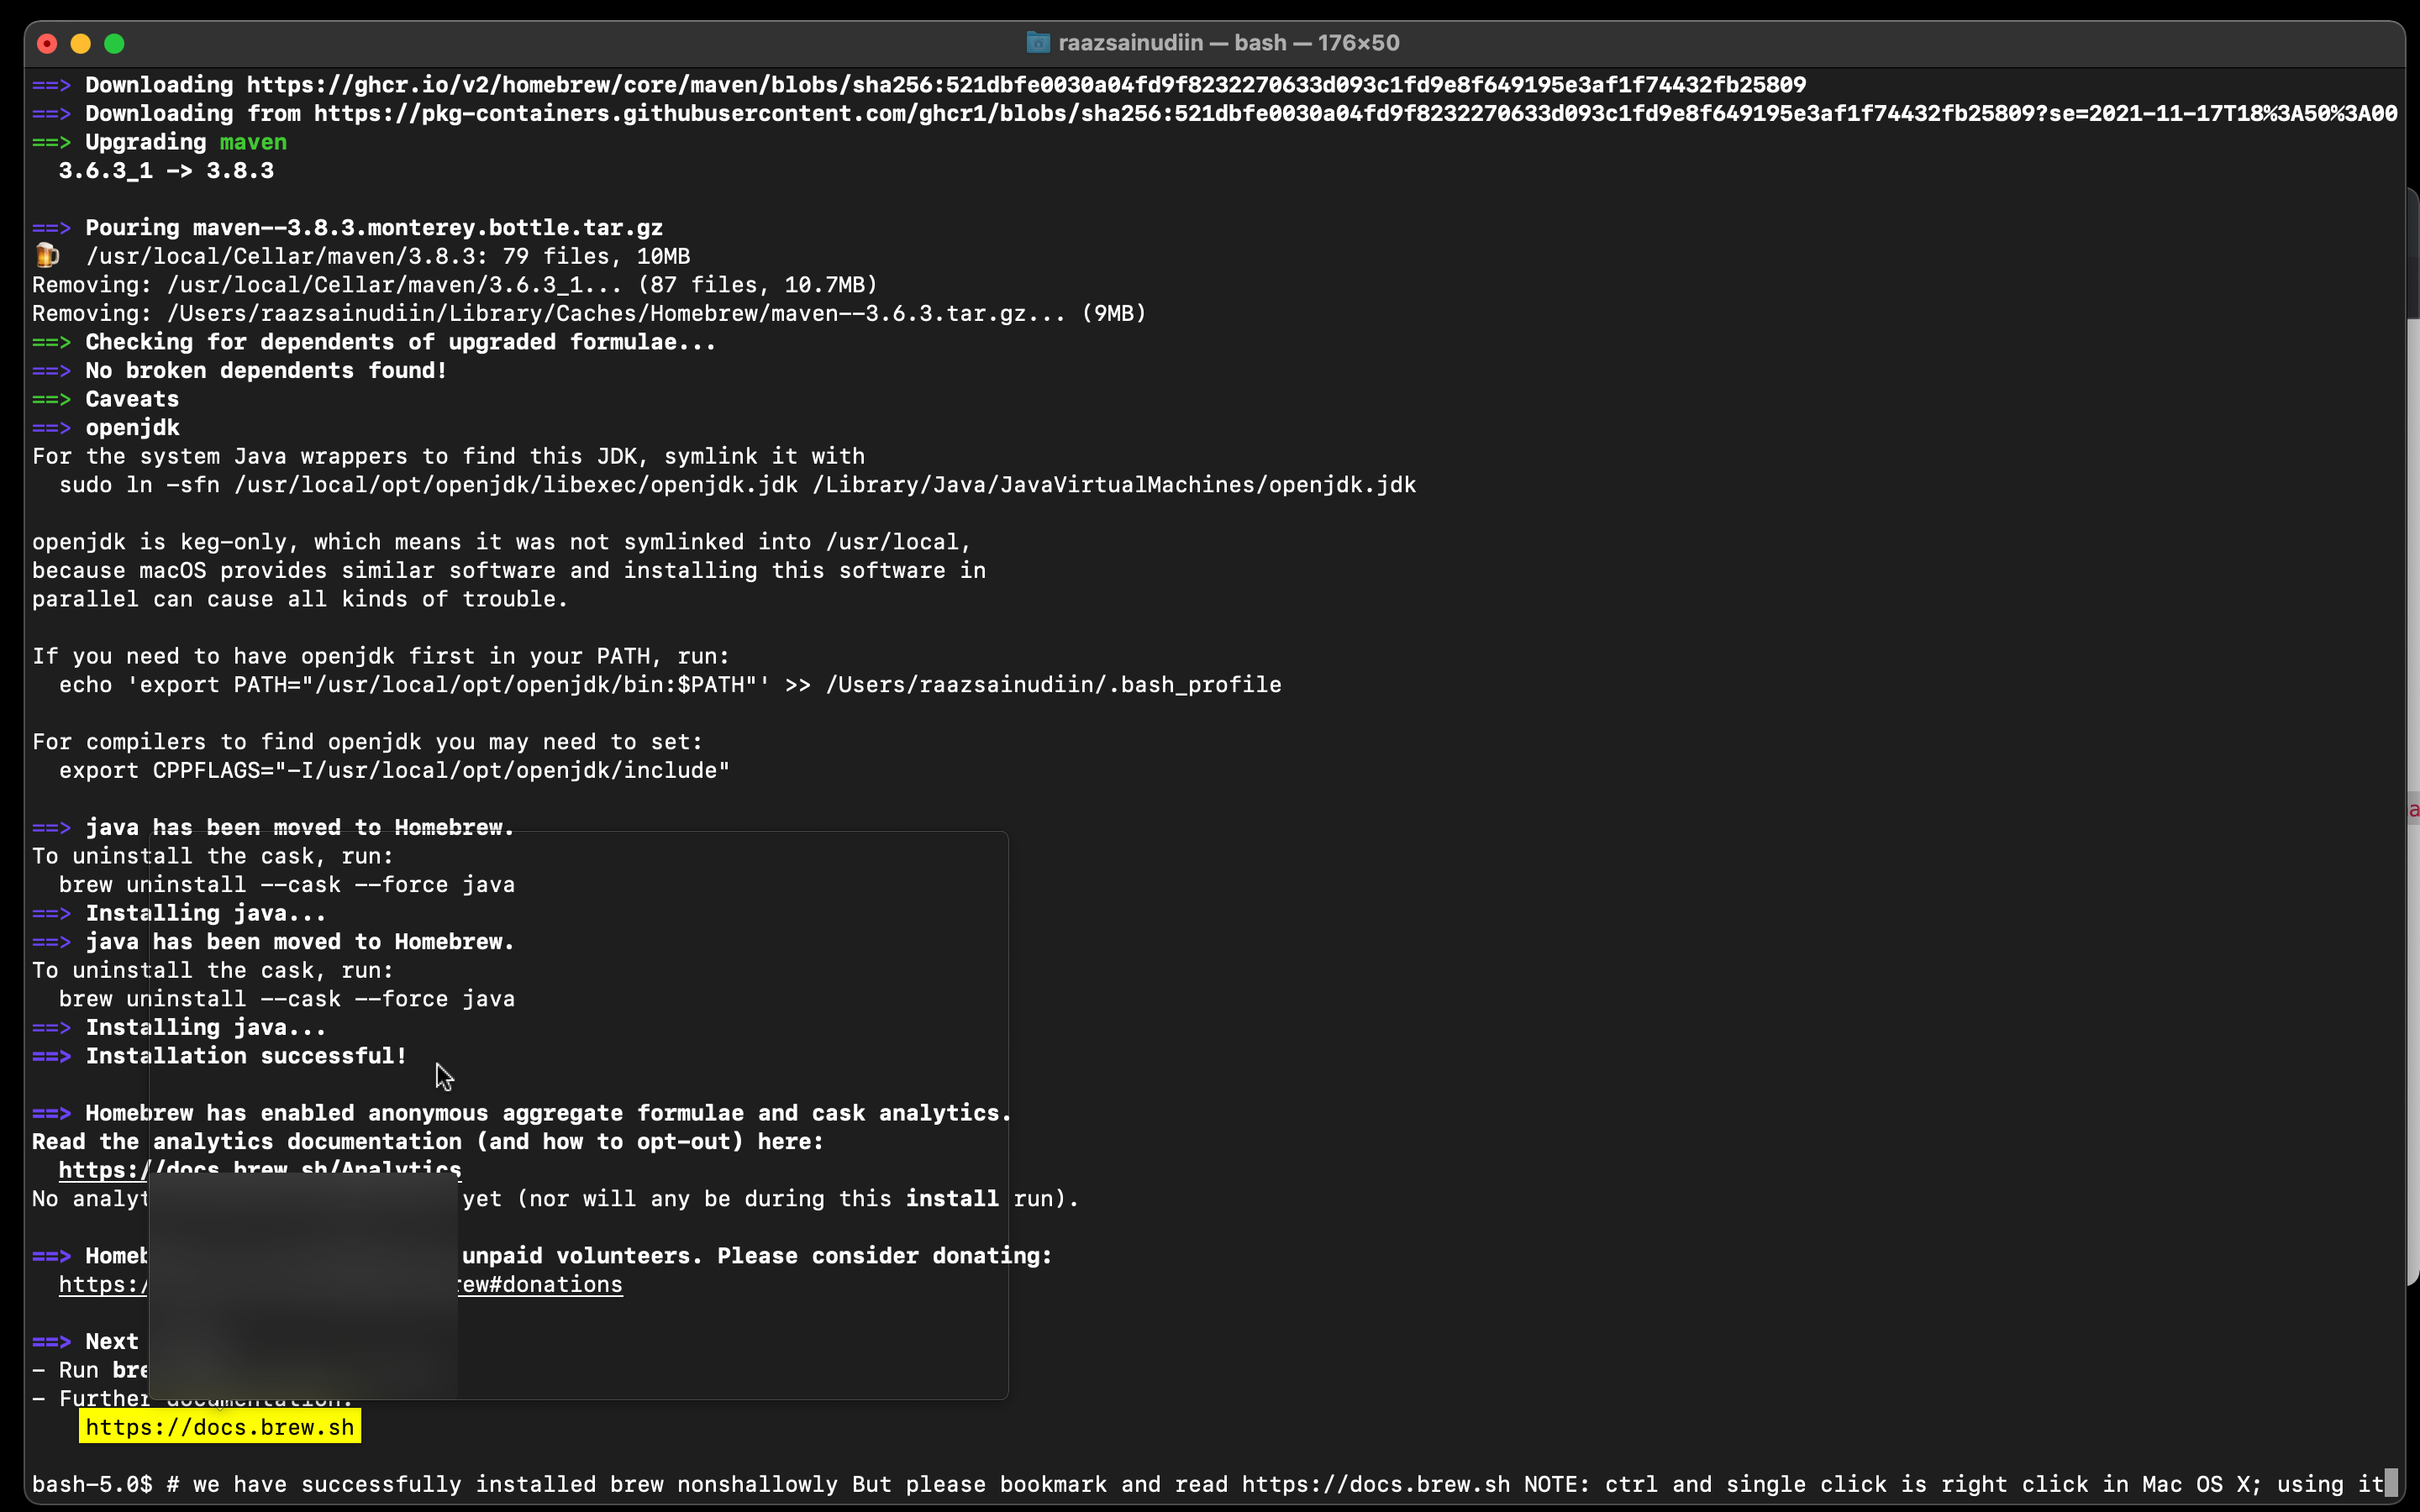 raazsainudiin — bash — 176×50
==> Downloading https://ghcr.io/v2/homebrew/core/maven/blobs/sha256:521dbfe0030a04fd9f8232270633d093c1fd9e8f649195e3af1f74432fb25809
==> Downloading from https://pkg-containers.githubusercontent.com/ghcr1/blobs/sha256:521dbfe0030a04fd9f8232270633d093c1fd9e8f649195e3af1f74432fb25809?se=2021-11-17T18%3A50%3A00
==> Upgrading maven
3.6.3_1 -> 3.8.3
==> Pouring maven--3.8.3.monterey.bottle.tar.gz
🍺 /usr/local/Cellar/maven/3.8.3: 79 files, 10MB
Removing: /usr/local/Cellar/maven/3.6.3_1... (87 files, 10.7MB)
Removing: /Users/raazsainudiin/Library/Caches/Homebrew/maven--3.6.3.tar.gz... (9MB)
==> Checking for dependents of upgraded formulae...
==> No broken dependents found!
==> Caveats
==> openjdk
For the system Java wrappers to find this JDK, symlink it with
sudo ln -sfn /usr/local/opt/openjdk/libexec/openjdk.jdk /Library/Java/JavaVirtualMachines/openjdk.jdk
openjdk is keg-only, which means it was not symlinked into /usr/local,
because macOS provides similar software and installing this software in
parallel can cause all kinds of trouble.
If you need to have openjdk first in your PATH, run:
echo 'export PATH="/usr/local/opt/openjdk/bin:$PATH"' >> /Users/raazsainudiin/.bash_profile
For compilers to find openjdk you may need to set:
export CPPFLAGS="-I/usr/local/opt/openjdk/include"
==> java has been moved to Homebrew.
To uninstall the cask, run:
brew uninstall --cask --force java
==> Installing java...
==> java has been moved to Homebrew.
To uninstall the cask, run:
brew uninstall --cask --force java
==> Installing java...
==> Installation successful!
==> Homebrew has enabled anonymous aggregate formulae and cask analytics.
Read the analytics documentation (and how to opt-out) here:
https://docs.brew.sh/Analytics
No analyt yet (nor will any be during this install run).
==> Homeb unpaid volunteers. Please consider donating:
https:/ rew#donations
==> Next
- Run bre
- Further documentation:
https://docs.brew.sh
bash-5.0$ # we have successfully installed brew nonshallowly But please bookmark and read https://docs.brew.sh NOTE: ctrl and single click is right click in Mac OS X; using it